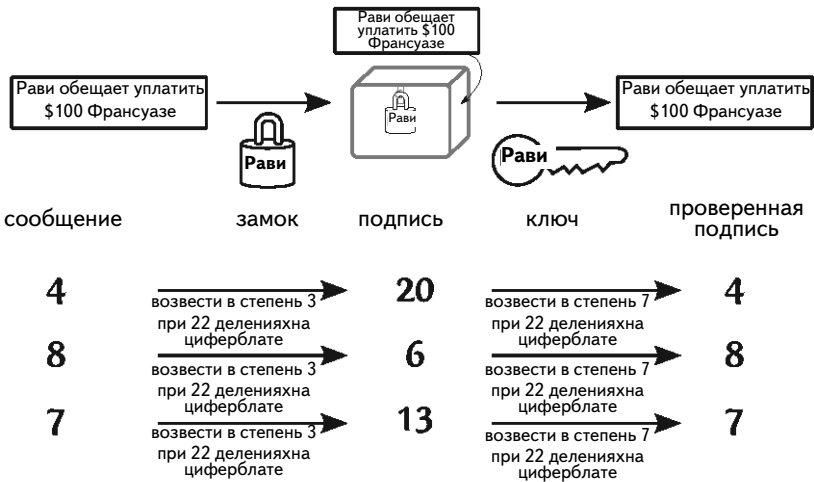 Рави обещает
уплатить $100
Франсуазе
Рави обещает уплатить
$100 Франсуазе
Рави
Рави
Рави
Рави обещает уплатить
$100 Франсуазе
сообщение
замок
подпись
ключ
проверенная
подпись
4
возвести в степень 3
при 22 деленияхна
циферблате
20
возвести в степень 7
при 22 деленияхна
циферблате
4
8
возвести в степень 3
при 22 деленияхна
циферблате
6
возвести в степень 7
при 22 деленияхна
циферблате
8
7
возвести в степень 3
при 22 деленияхна
циферблате
13
возвести в степень 7
при 22 деленияхна
циферблате
7